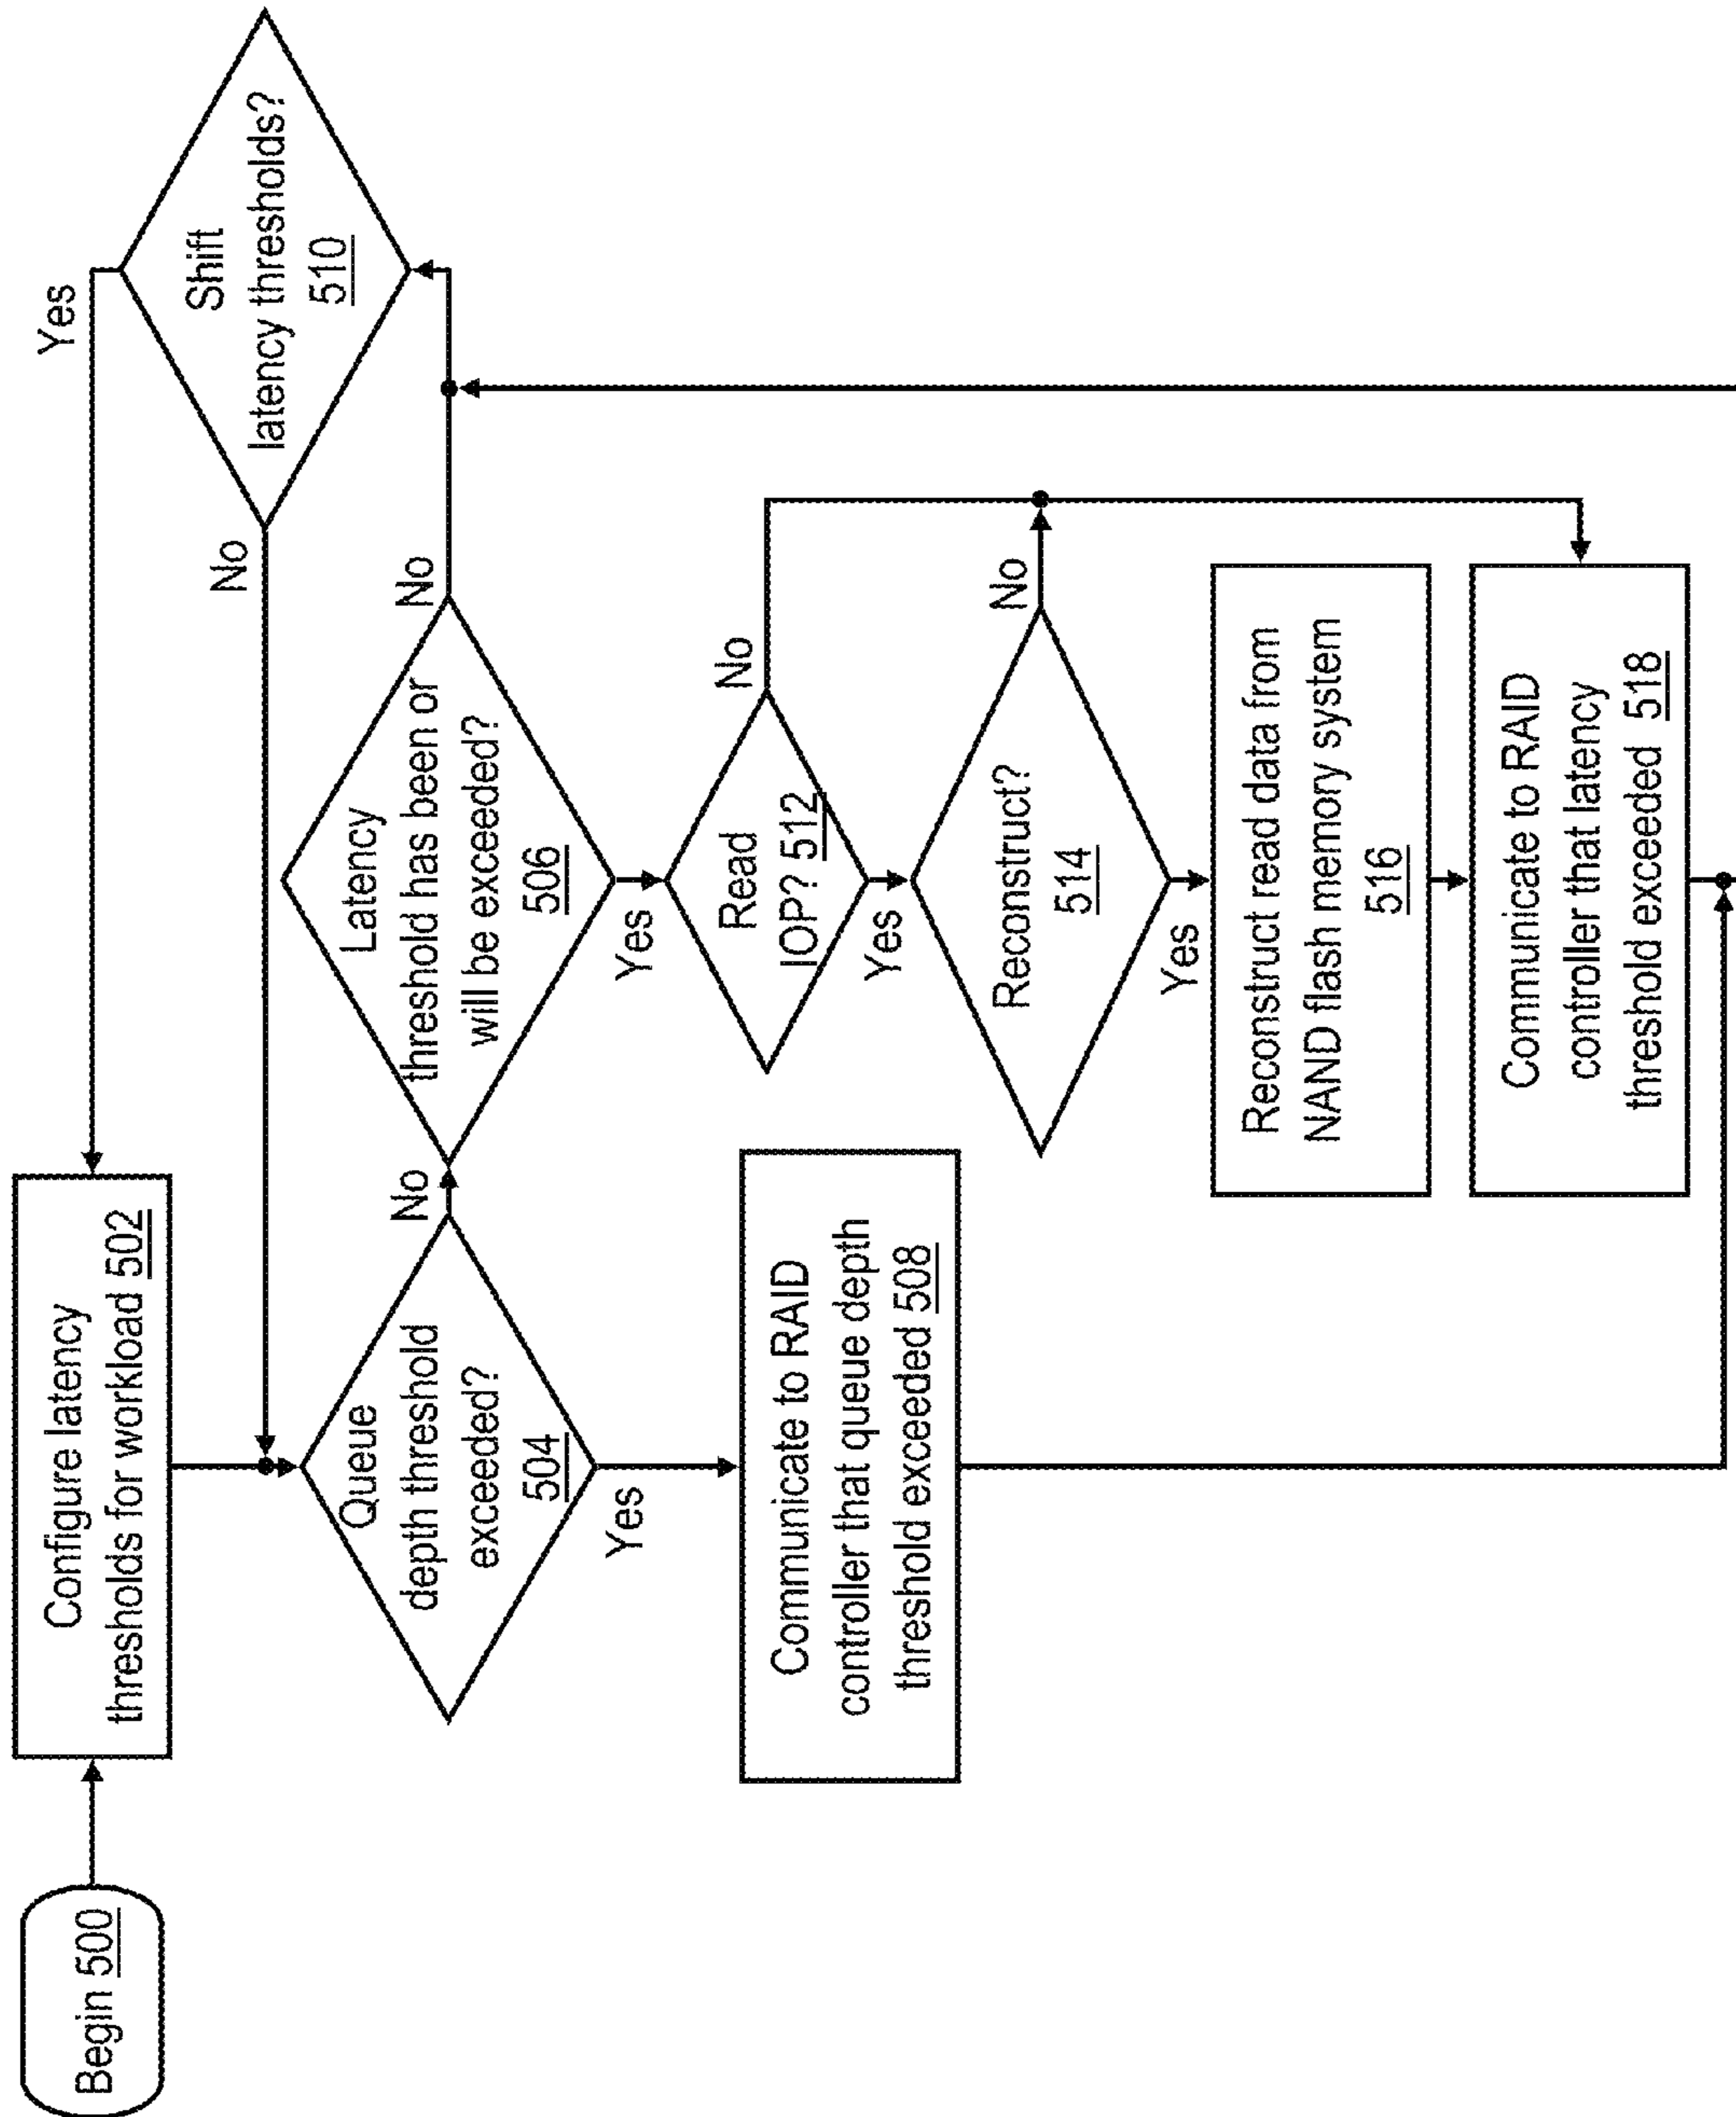 Begin 500
Configure latency
thresholds for workload 502
Yes
Shift
latency thresholds?
510
No
Queue
depth threshold
exceeded?
504
No
Yes
Latency
threshold has been or
will be exceeded?
506
No
Yes
Communicate to RAID
controller that queue depth
threshold exceeded 508
Read
IOP? 512
No
Yes
Reconstruct?
514
No
Yes
Reconstruct read data from
NAND flash memory system
516
Communicate to RAID
controller that latency
threshold exceeded 518